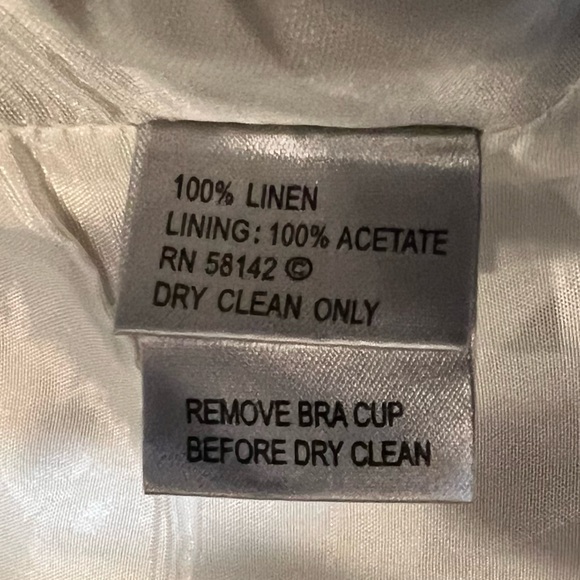 100% LINEN
LINING: 100% ACETATE
RN 58142 ©
DRY CLEAN ONLY
REMOVE BRA CUP
BEFORE DRY CLEAN